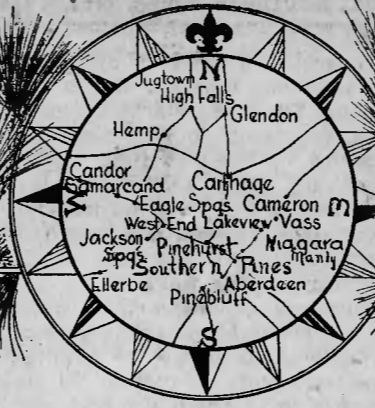 N
Jugtown
High Falls
Glendon
Hemp
Candor
Samarcand
Carthage
W
Eagle Spgs.
Cameron
E
West End
Lakeview
Vass
Jackson
Spgs.
Pinehurst
Niagara
Manly
Southern Pines
Ellerbe
Aberdeen
Pinebluff
S